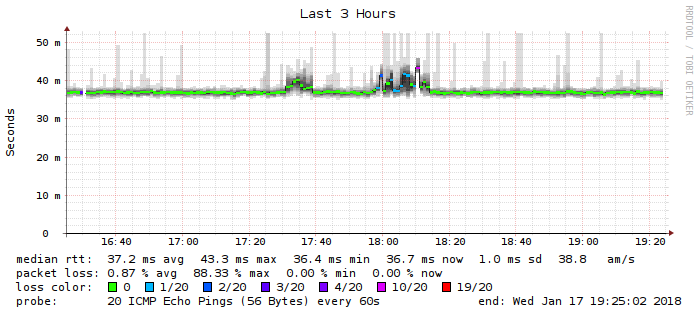 Last 3 Hours
RRDTOOL / TOBI OETIKER
Seconds
50 m
40 m
30 m
20 m
10 m
0
16:40 17:00 17:20 17:40 18:00 18:20 18:40 19:00 19:20
median rtt: 37.2 ms avg 43.3 ms max 36.4 ms min 36.7 ms now 1.0 ms sd 38.8 am/s
packet loss: 0.87 % avg 88.33 % max 0.00 % min 0.00 % now
loss color: 0 1/20 2/20 3/20 4/20 10/20 19/20
probe: 20 ICMP Echo Pings (56 Bytes) every 60s end: Wed Jan 17 19:25:02 2018